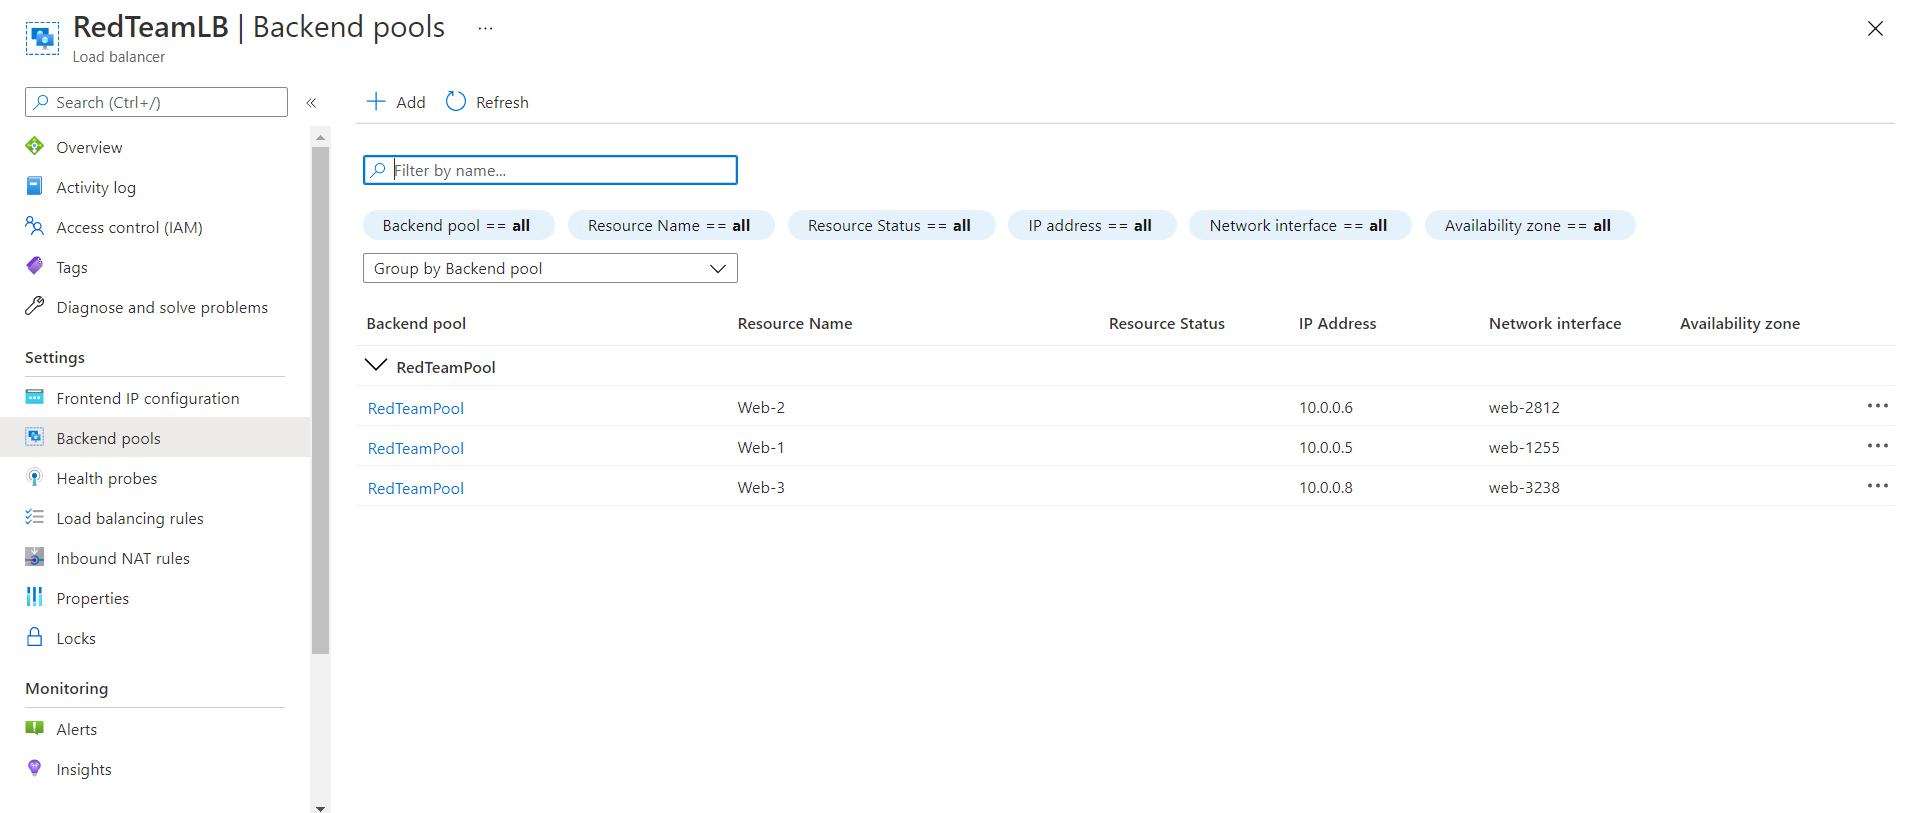 RedTeamLB | Backend pools ...
Load balancer
Search (Ctrl+/)
«
Overview
Activity log
Access control (IAM)
Tags
Diagnose and solve problems
Settings
Frontend IP configuration
Backend pools
Health probes
Load balancing rules
Inbound NAT rules
Properties
Locks
Monitoring
Alerts
Insights
Add Refresh
Filter by name...
Backend pool == all Resource Name == all Resource Status == all IP address == all Network interface == all Availability zone == all
Group by Backend pool
Backend pool Resource Name Resource Status IP Address Network interface Availability zone
RedTeamPool
RedTeamPool Web-2 10.0.0.6 web-2812 ...
RedTeamPool Web-1 10.0.0.5 web-1255 ...
RedTeamPool Web-3 10.0.0.8 web-3238 ...